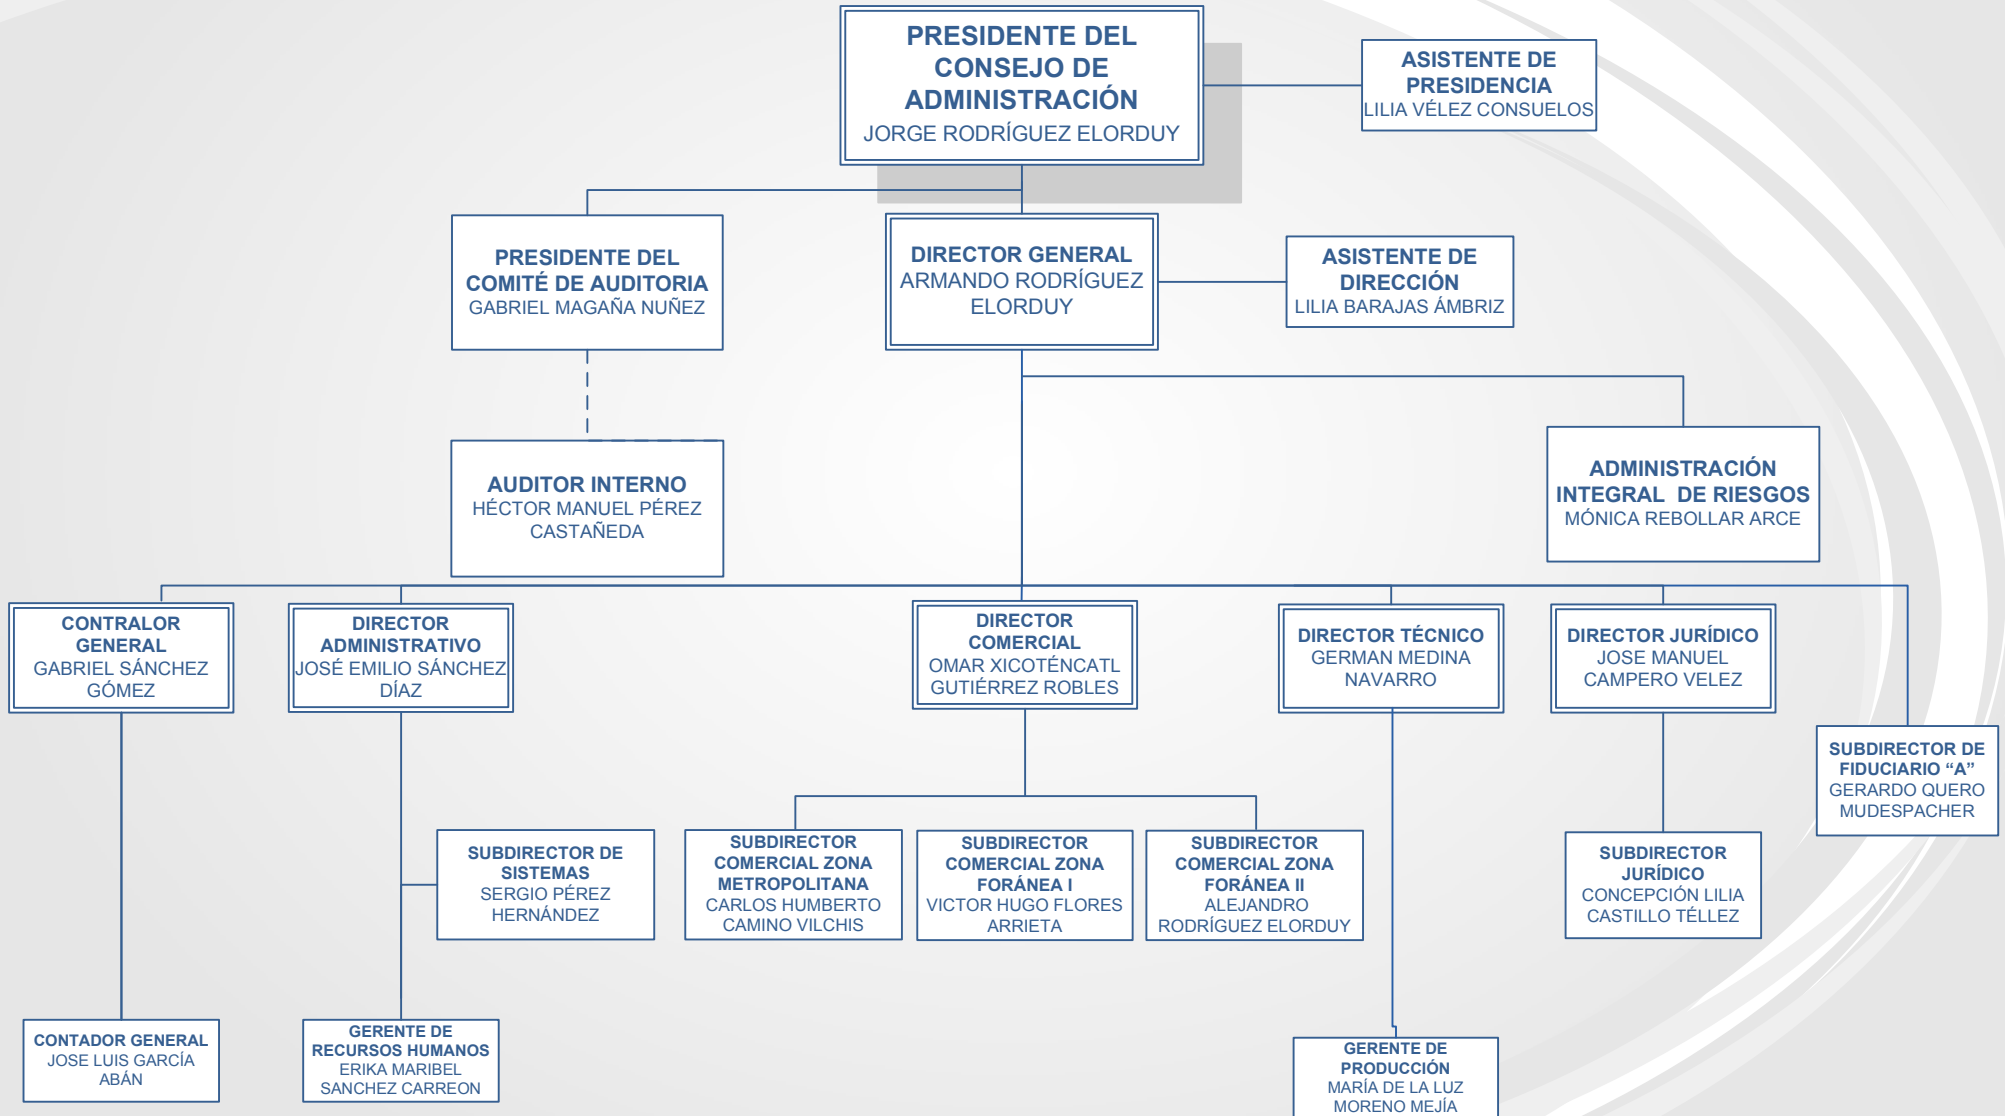 PRESIDENTE DEL
CONSEJO DE
ADMINISTRACIÓN
JORGE RODRÍGUEZ ELORDUY
ASISTENTE DE
PRESIDENCIA
LILIA VÉLEZ CONSUELOS
PRESIDENTE DEL
COMITÉ DE AUDITORIA
GABRIEL MAGAÑA NUÑEZ
DIRECTOR GENERAL
ARMANDO RODRÍGUEZ
ELORDUY
ASISTENTE DE
DIRECCIÓN
LILIA BARAJAS ÁMBRIZ
AUDITOR INTERNO
HÉCTOR MANUEL PÉREZ
CASTAÑEDA
ADMINISTRACIÓN
INTEGRAL DE RIESGOS
MÓNICA REBOLLAR ARCE
CONTRALOR
GENERAL
GABRIEL SÁNCHEZ
GÓMEZ
DIRECTOR
ADMINISTRATIVO
JOSÉ EMILIO SÁNCHEZ
DÍAZ
DIRECTOR
COMERCIAL
OMAR XICOTÉNCATL
GUTIÉRREZ ROBLES
DIRECTOR TÉCNICO
GERMAN MEDINA
NAVARRO
DIRECTOR JURÍDICO
JOSE MANUEL
CAMPERO VELEZ
SUBDIRECTOR DE
FIDUCIARIO “A”
GERARDO QUERO
MUDESPACHER
SUBDIRECTOR DE
SISTEMAS
SERGIO PÉREZ
HERNÁNDEZ
SUBDIRECTOR
COMERCIAL ZONA
METROPOLITANA
CARLOS HUMBERTO
CAMINO VILCHIS
SUBDIRECTOR
COMERCIAL ZONA
FORÁNEA I
VICTOR HUGO FLORES
ARRIETA
SUBDIRECTOR
COMERCIAL ZONA
FORÁNEA II
ALEJANDRO
RODRÍGUEZ ELORDUY
SUBDIRECTOR
JURÍDICO
CONCEPCIÓN LILIA
CASTILLO TÉLLEZ
CONTADOR GENERAL
JOSE LUIS GARCÍA
ABÁN
GERENTE DE
RECURSOS HUMANOS
ERIKA MARIBEL
SANCHEZ CARREON
GERENTE DE
PRODUCCIÓN
MARÍA DE LA LUZ
MORENO MEJÍA